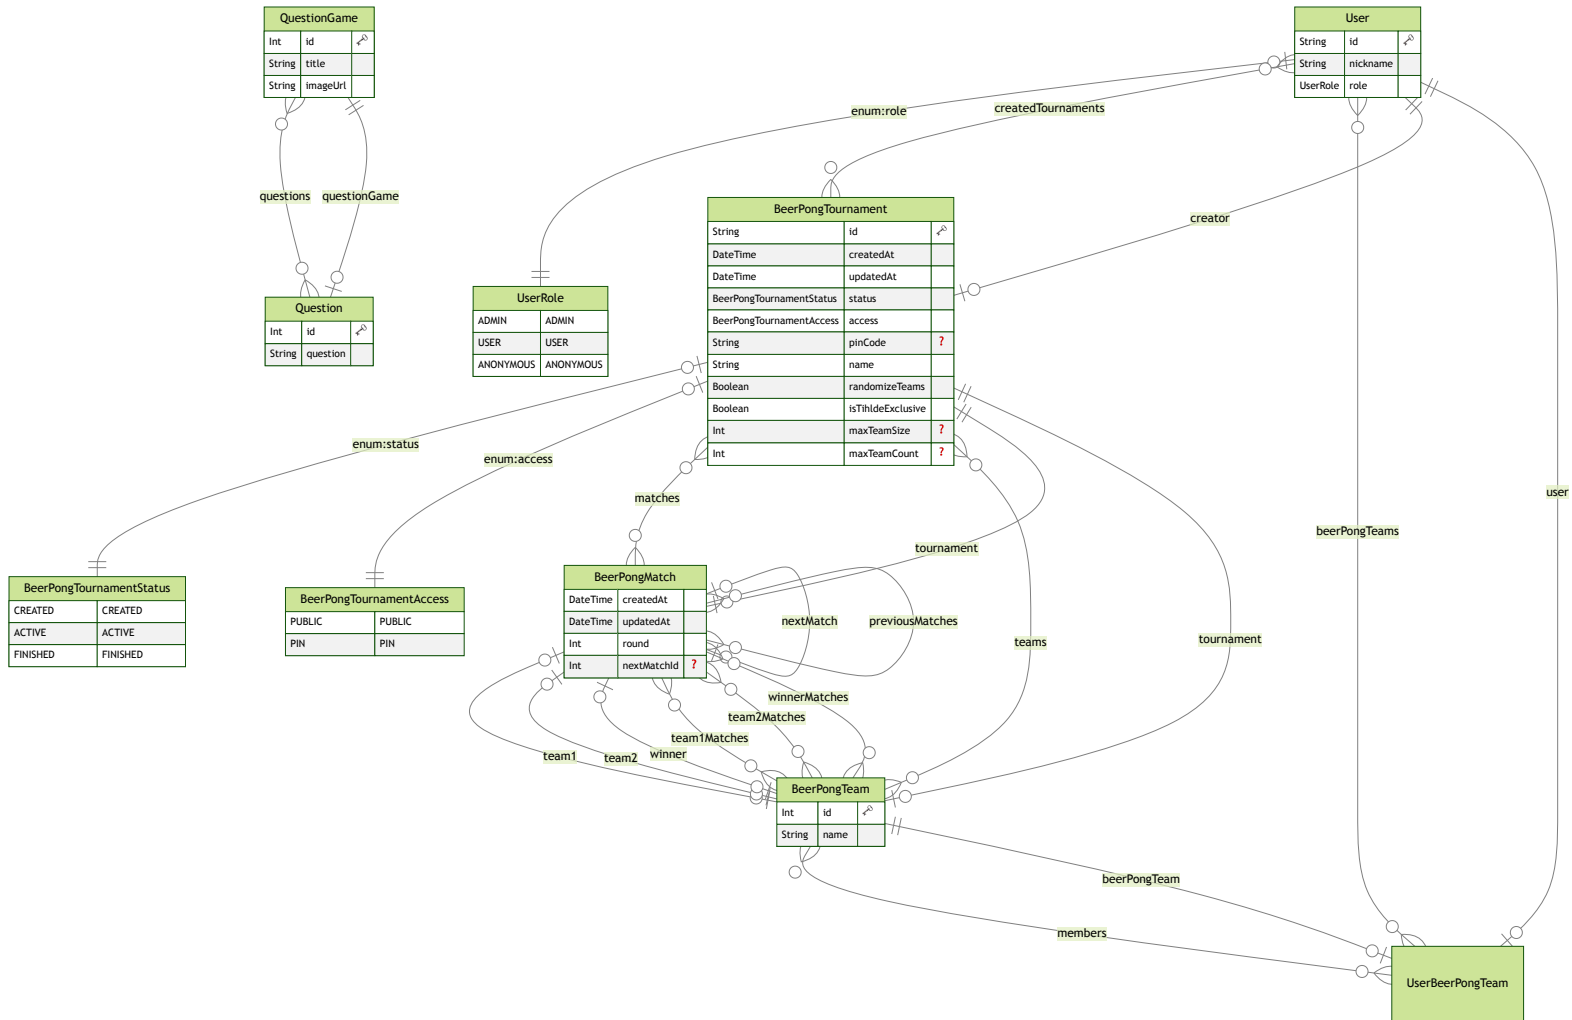 QuestionGame
Int id
String title
String imageUrl
User
String id
String nickname
UserRole role
enum:role
createdTournaments
questions
questionGame
creator
BeerPongTournament
String id
DateTime createdAt
DateTime updatedAt
BeerPongTournamentStatus status
BeerPongTournamentAccess access
String pinCode ?
String name
Boolean randomizeTeams
Boolean isTihldeExclusive
Int maxTeamSize ?
Int maxTeamCount ?
UserRole
ADMIN ADMIN
USER USER
ANONYMOUS ANONYMOUS
Question
Int id
String question
enum:status
enum:access
matches
user
beerPongTeams
tournament
BeerPongTournamentStatus
CREATED CREATED
ACTIVE ACTIVE
FINISHED FINISHED
BeerPongTournamentAccess
PUBLIC PUBLIC
PIN PIN
BeerPongMatch
DateTime createdAt
DateTime updatedAt
Int round
Int nextMatchId ?
nextMatch
previousMatches
teams
tournament
winnerMatches
team2Matches
team1Matches
winner
team1
team2
BeerPongTeam
Int id
String name
beerPongTeam
members
UserBeerPongTeam